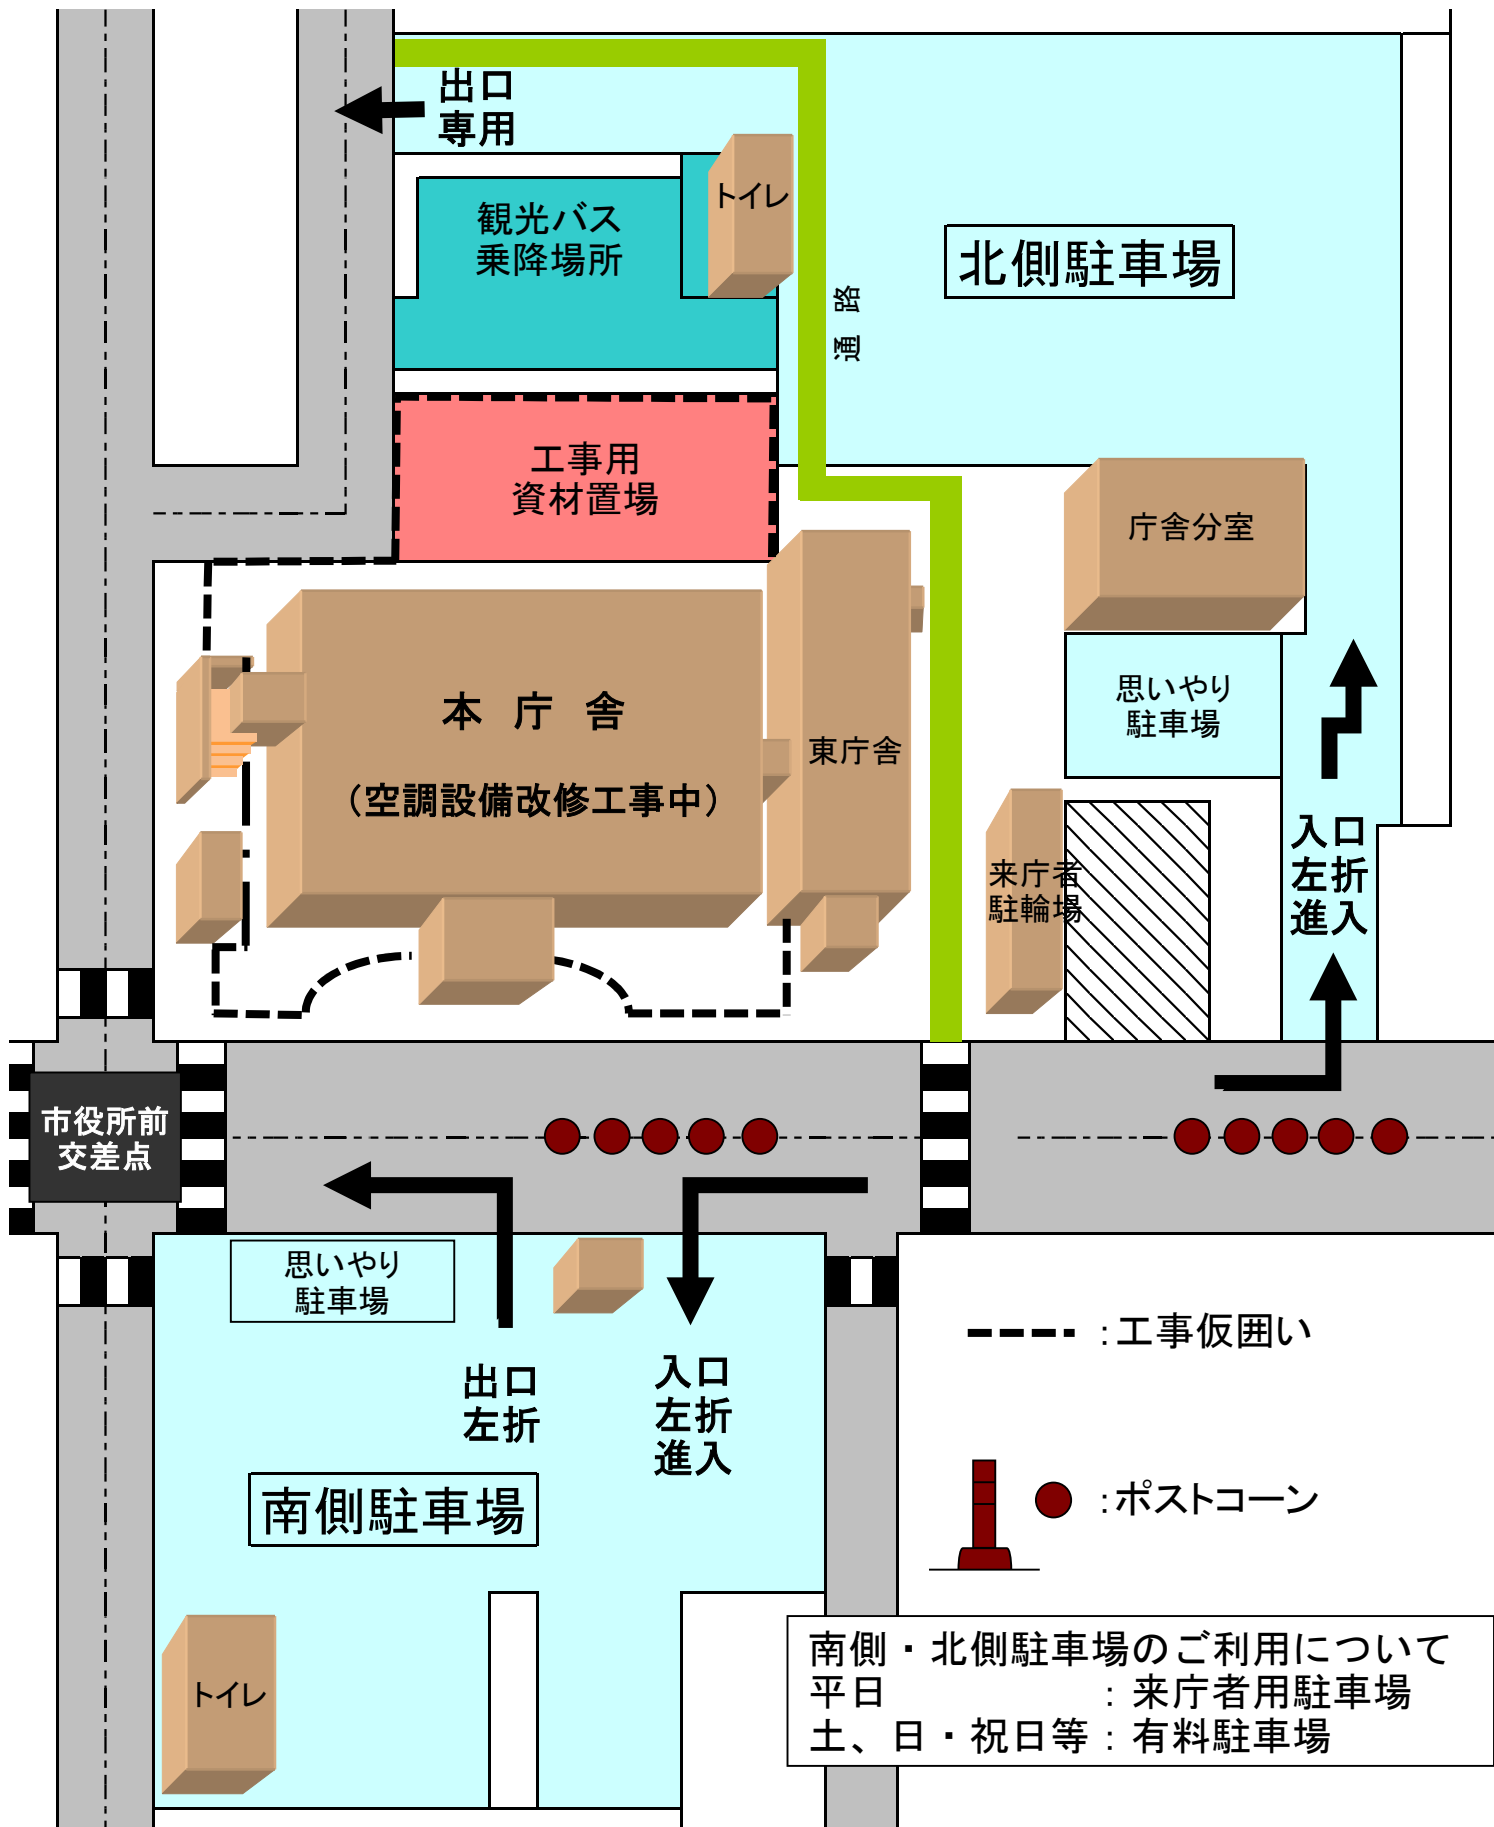 出口
専用
トイレ
観光バス
乗降場所
北側駐車場
通路
工事用
資材置場
庁舎分室
思いやり
駐車場
本庁舎
(空調設備改修工事中)
東庁舎
来庁者
駐輪場
入口
左折
進入
市役所前
交差点
思いやり
駐車場
出口
左折
入口
左折
進入
:工事仮囲い
:ポストコーン
南側駐車場
トイレ
南側・北側駐車場のご利用について
平日 : 来庁者用駐車場
土、日・祝日等 : 有料駐車場